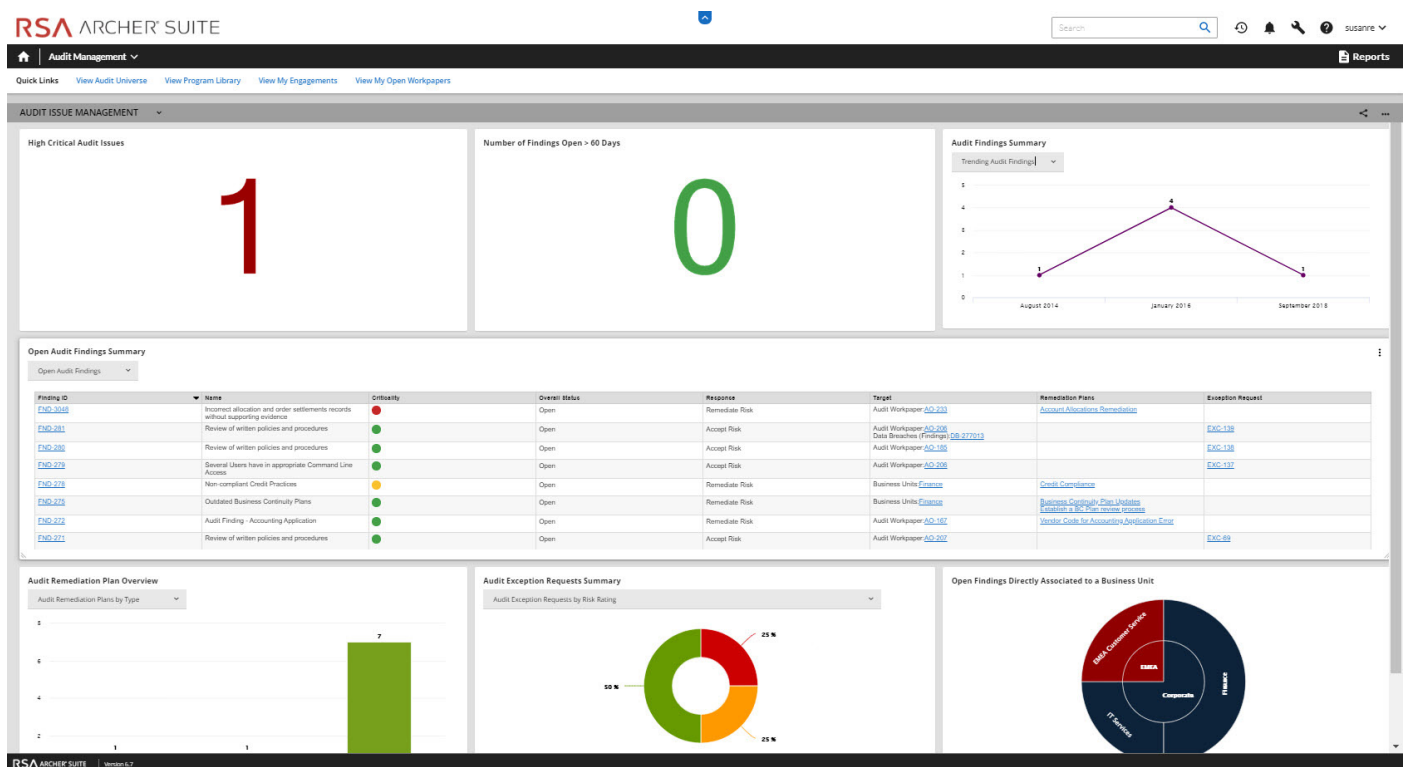 RSA ARCHER® SUITE
Search
susanre
Audit Management
Reports
Quick Links View Audit Universe View Program Library View My Engagements View My Open Workpapers
AUDIT ISSUE MANAGEMENT
High Critical Audit Issues
1
Number of Findings Open > 60 Days
0
Audit Findings Summary
Trending Audit Findings
5
4
3
2
1
0
1
4
1
August 2014 January 2016 September 2018
Open Audit Findings Summary
Open Audit Findings
Finding ID Name Criticality Overall Status Response Target Remediation Plans Exception Request
FND-3046 Incorrect allocation and order settlements records Open Remediate Risk Audit Workpaper:AO-233 Account Allocations Remediation
without supporting evidence
FND-281 Review of written policies and procedures Open Accept Risk Audit Workpaper:AO-206 EXC-139
Data Breaches (Findings):DB-277013
FND-280 Review of written policies and procedures Open Accept Risk Audit Workpaper:AO-185 EXC-138
FND-279 Several Users have in appropriate Command Line Open Accept Risk Audit Workpaper:AO-206 EXC-137
Access
FND-278 Non-compliant Credit Practices Open Remediate Risk Business Units:Finance Credit Compliance
FND-275 Outdated Business Continuity Plans Open Remediate Risk Business Units:Finance Business Continuity Plan Updates
Establish a BC Plan review process
FND-272 Audit Finding - Accounting Application Open Remediate Risk Audit Workpaper:AO-167 Vendor Code for Accounting Application Error
FND-271 Review of written policies and procedures Open Accept Risk Audit Workpaper:AO-207 EXC-69
Audit Remediation Plan Overview
Audit Remediation Plans by Type
8
6
4
2
1
1
7
Audit Exception Requests Summary
Audit Exception Requests by Risk Rating
25 %
50 %
25 %
Open Findings Directly Associated to a Business Unit
EMEA Customer Service
EMEA
Finance
Corporate
IT Services
RSA ARCHER® SUITE Version 6.7